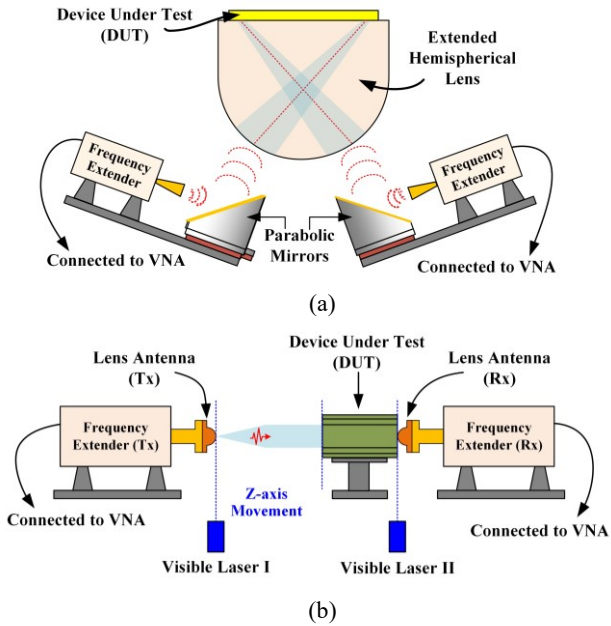 Device Under Test
(DUT)
Extended
Hemispherical
Lens
Frequency
Extender
Frequency
Extender
Parabolic
Mirrors
Connected to VNA
Connected to VNA
(a)
Device Under Test
(DUT)
Lens Antenna
(Tx)
Lens Antenna
(Rx)
Frequency
Extender (Tx)
Frequency
Extender (Rx)
Z-axis
Movement
Connected to VNA
Connected to VNA
Visible Laser I
Visible Laser II
(b)